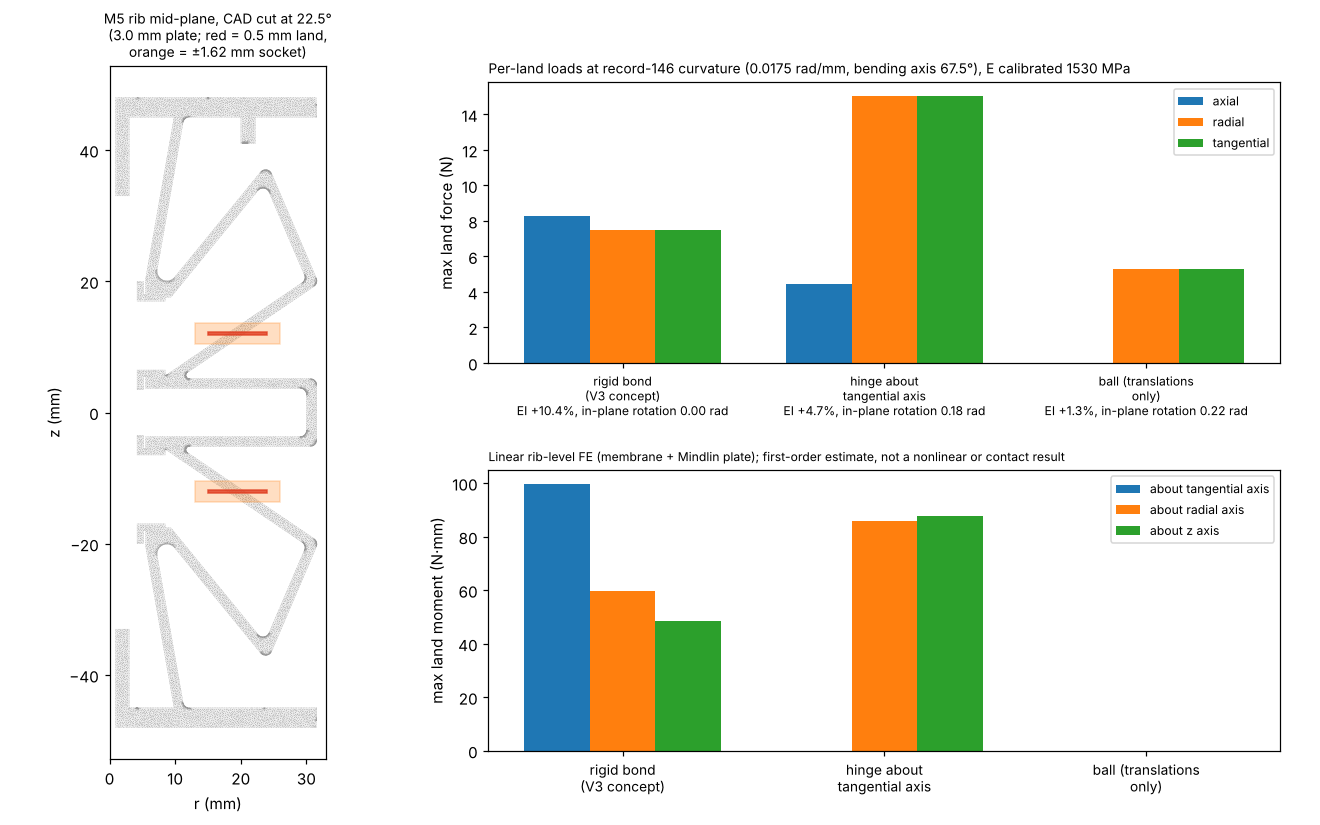 M5 rib mid-plane, CAD cut at 22.5°
(3.0 mm plate; red = 0.5 mm land,
orange = ±1.62 mm socket)
40
20
0
−20
−40
z (mm)
0 10 20 30
r (mm)
Per-land loads at record-146 curvature (0.0175 rad/mm, bending axis 67.5°), E calibrated 1530 MPa
axial
radial
tangential
14
12
10
8
6
4
2
0
max land force (N)
rigid bond
(V3 concept)
EI +10.4%, in-plane rotation 0.00 rad
hinge about
tangential axis
EI +4.7%, in-plane rotation 0.18 rad
ball (translations
only)
EI +1.3%, in-plane rotation 0.22 rad
Linear rib-level FE (membrane + Mindlin plate); first-order estimate, not a nonlinear or contact result
about tangential axis
about radial axis
about z axis
100
80
60
40
20
0
max land moment (N·mm)
rigid bond
(V3 concept)
hinge about
tangential axis
ball (translations
only)